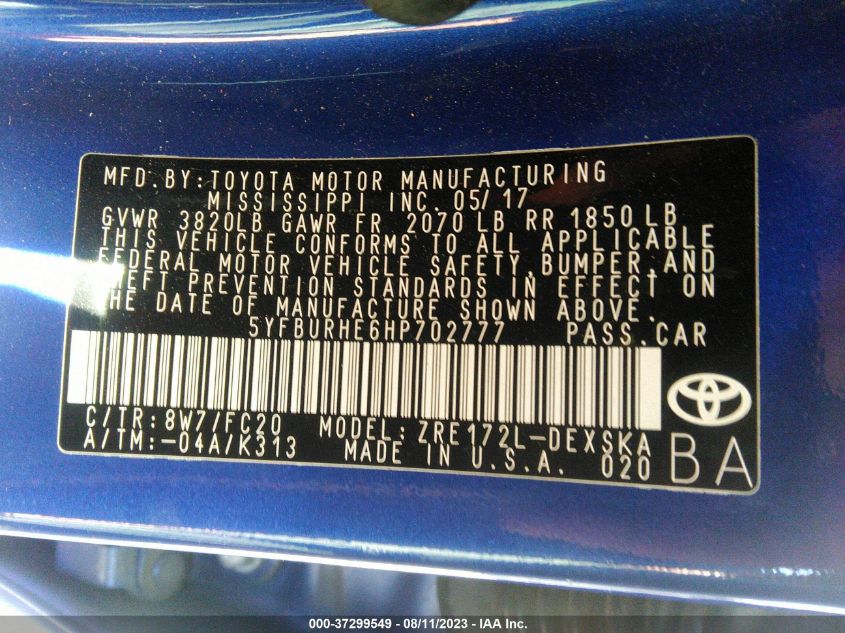 MFD.BY:TOYOTA MOTOR MANUFACTURING
MISSISSIPPI INC. 05/17
GVWR 3820LB GAWR FR 2070 LB RR 1850 LB
THIS VEHICLE CONFORMS TO ALL APPLICABLE
FEDERAL MOTOR VEHICLE SAFETY,BUMPER,AND
THEFT PREVENTION STANDARDS IN EFFECT ON
THE DATE OF MANUFACTURE SHOWN ABOVE.
5YFBURHE6HP702777 PASS.CAR
C/TR:8W7/FC20 MODEL:ZRE172L-DEXSKA
A/TM:-04A/K313 MADE IN U.S.A. 020
BA
000-37299549 - 08/11/2023 - IAA Inc.